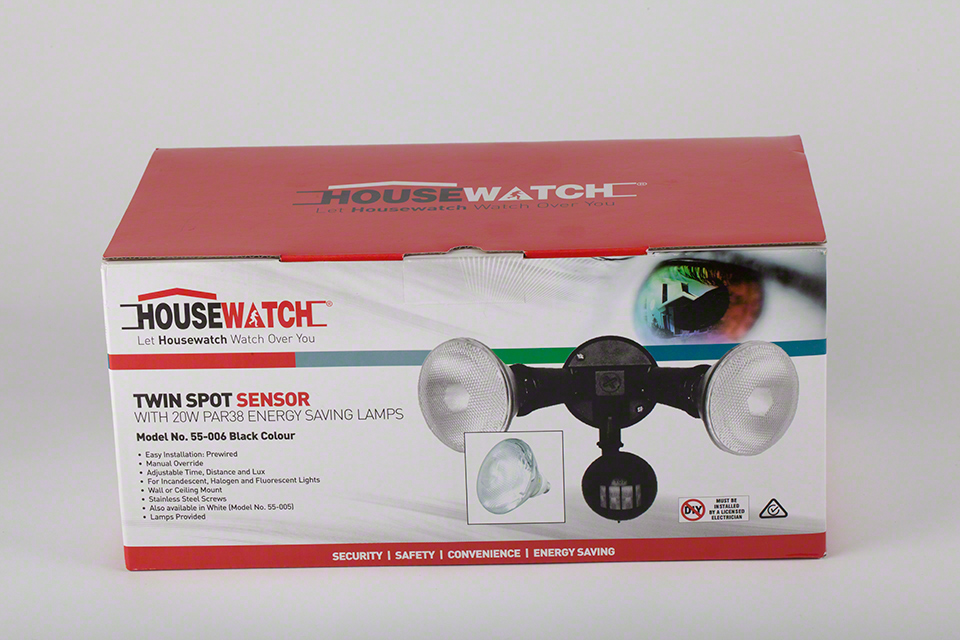 HOUSEWATCH®
Let Housewatch Watch Over You
HOUSEWATCH®
Let Housewatch Watch Over You
TWIN SPOT SENSOR
WITH 20W PAR38 ENERGY SAVING LAMPS
Model No. 55-006 Black Colour
• Easy Installation: Prewired
• Manual Override
• Adjustable Time, Distance and Lux
• For Incandescent, Halogen and Fluorescent Lights
• Wall or Ceiling Mount
• Stainless Steel Screws
• Also available in White (Model No. 55-005)
• Lamps Provided
DIY
MUST BE
INSTALLED
BY A LICENSED
ELECTRICIAN
SECURITY | SAFETY | CONVENIENCE | ENERGY SAVING